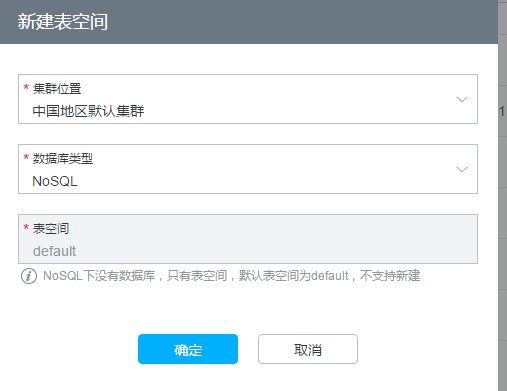 新建表空间
* 集群位置
中国地区默认集群
1
* 数据库类型
NoSQL
* 表空间
default
NoSQL下没有数据库，只有表空间，默认表空间为default，不支持新建
确定
取消